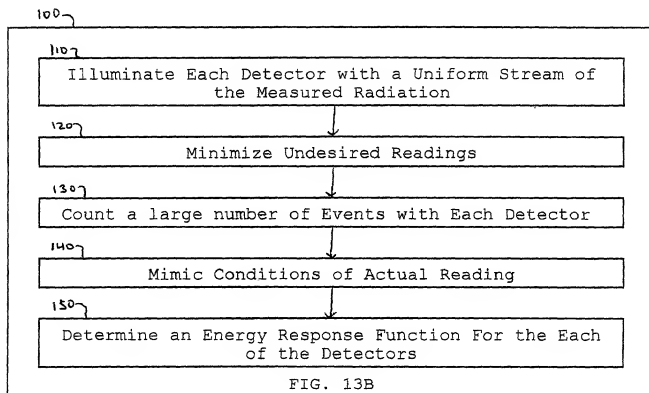 100
110
Illuminate Each Detector with a Uniform Stream of
the Measured Radiation
120
Minimize Undesired Readings
130
Count a large number of Events with Each Detector
140
Mimic Conditions of Actual Reading
150
Determine an Energy Response Function For the Each
of the Detectors
FIG. 13B